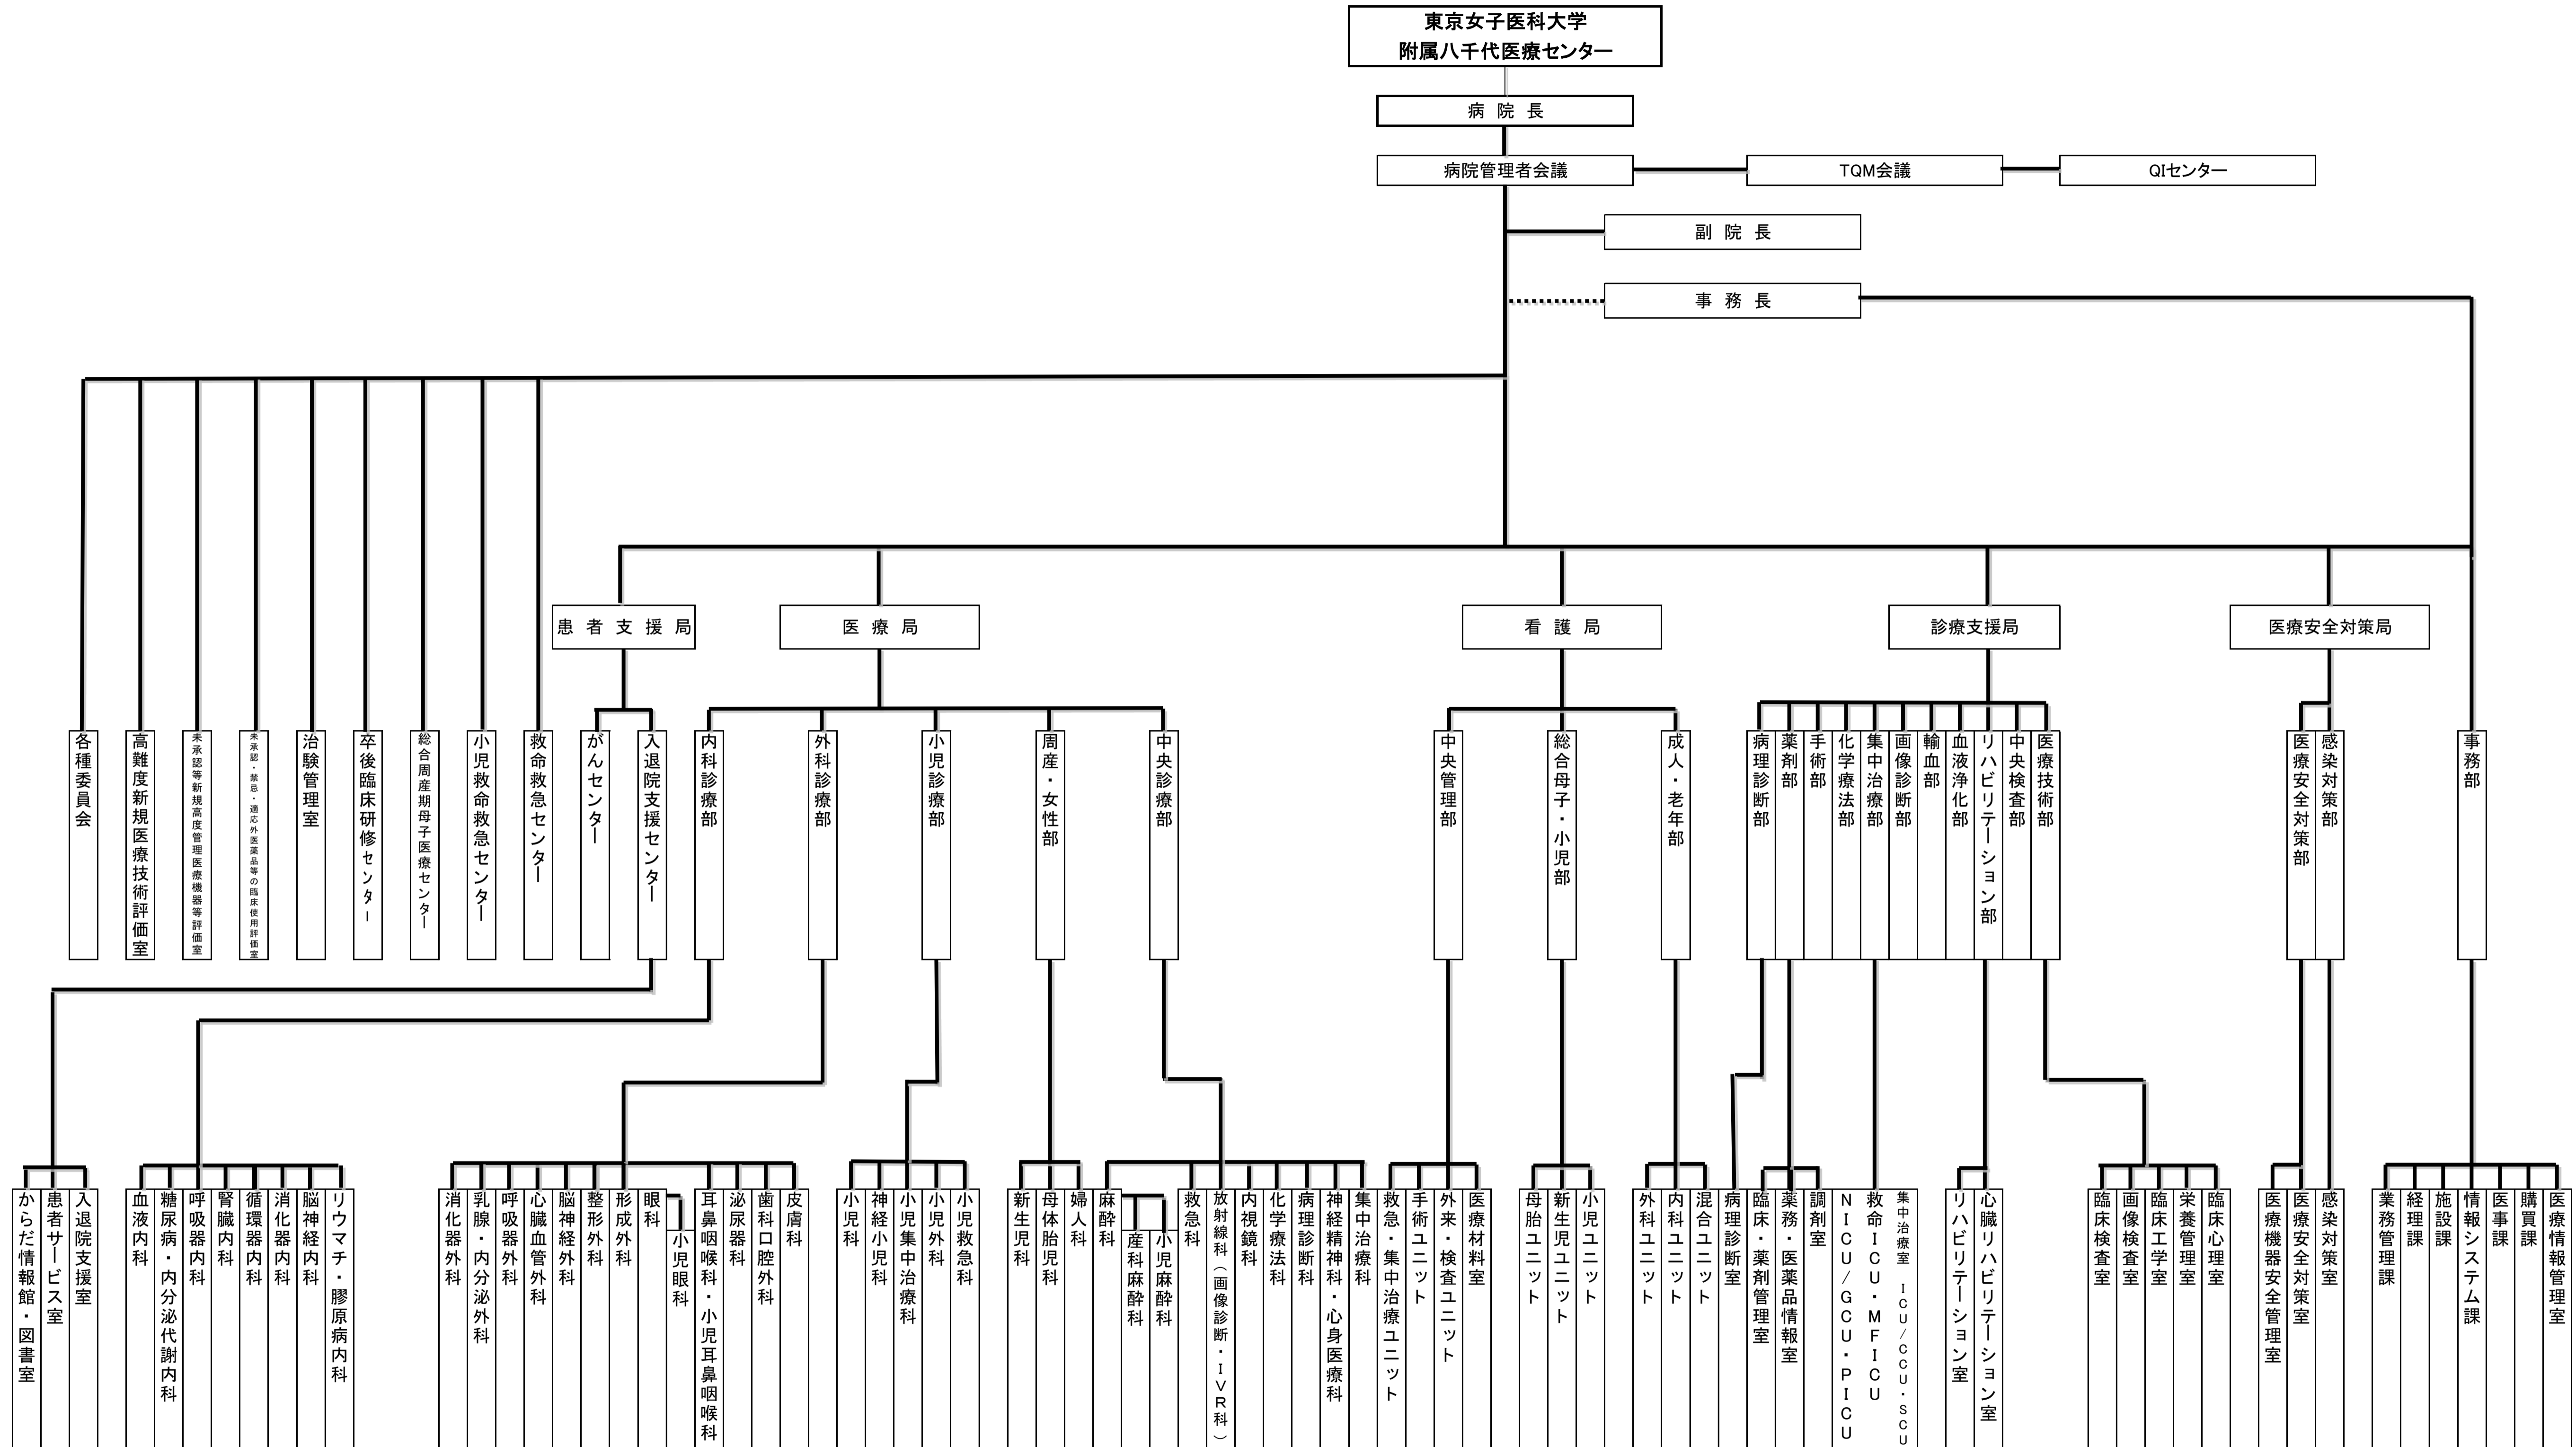 東京女子医科大学
附属八千代医療センター
病 院 長
病院管理者会議
TQM会議
QIセンター
副 院 長
事 務 長
患 者 支 援 局
医 療 局
看 護 局
診療支援局
医療安全対策局
各種委員会
高難度新規医療技術評価室
未承認等新規高度管理医療機器等評価室
未承認・禁忌・適応外医薬品等の臨床使用評価室
治験管理室
卒後臨床研修センター
総合周産期母子医療センター
小児救命救急センター
救命救急センター
がんセンター
入退院支援センター
内科診療部
外科診療部
小児診療部
周産・女性部
中央診療部
中央管理部
総合母子・小児部
成人・老年部
病理診断部
薬剤部
手術部
化学療法部
集中治療部
画像診断部
輸血部
血液浄化部
リハビリテーション部
中央検査部
医療技術部
医療安全対策部
感染対策部
事務部
からだ情報館・図書室
患者サービス室
入退院支援室
血液内科
糖尿病・内分泌代謝内科
呼吸器内科
腎臓内科
循環器内科
消化器内科
脳神経内科
リウマチ・膠原病内科
消化器外科
乳腺・内分泌外科
呼吸器外科
心臓血管外科
脳神経外科
整形外科
形成外科
眼科
小児眼科
耳鼻咽喉科・小児耳鼻咽喉科
泌尿器科
歯科口腔外科
皮膚科
小児科
神経小児科
小児集中治療科
小児外科
小児救急科
新生児科
母体胎児科
婦人科
麻酔科
産科麻酔科
小児麻酔科
救急科
放射線科（画像診断・IVR科）
内視鏡科
化学療法科
病理診断科
神経精神科・心身医療科
集中治療科
救急・集中治療ユニット
手術ユニット
外来・検査ユニット
医療材料室
母胎ユニット
新生児ユニット
小児ユニット
外科ユニット
内科ユニット
混合ユニット
病理診断室
臨床・薬剤管理室
薬務・医薬品情報室
調剤室
NICU/GCU・PICU
救命ICU・MFICU
集中治療室 ICU/CCU・SCU
リハビリテーション室
心臓リハビリテーション室
臨床検査室
画像検査室
臨床工学室
栄養管理室
臨床心理室
医療機器安全管理室
医療安全対策室
感染対策室
業務管理課
経理課
施設課
情報システム課
医事課
購買課
医療情報管理室